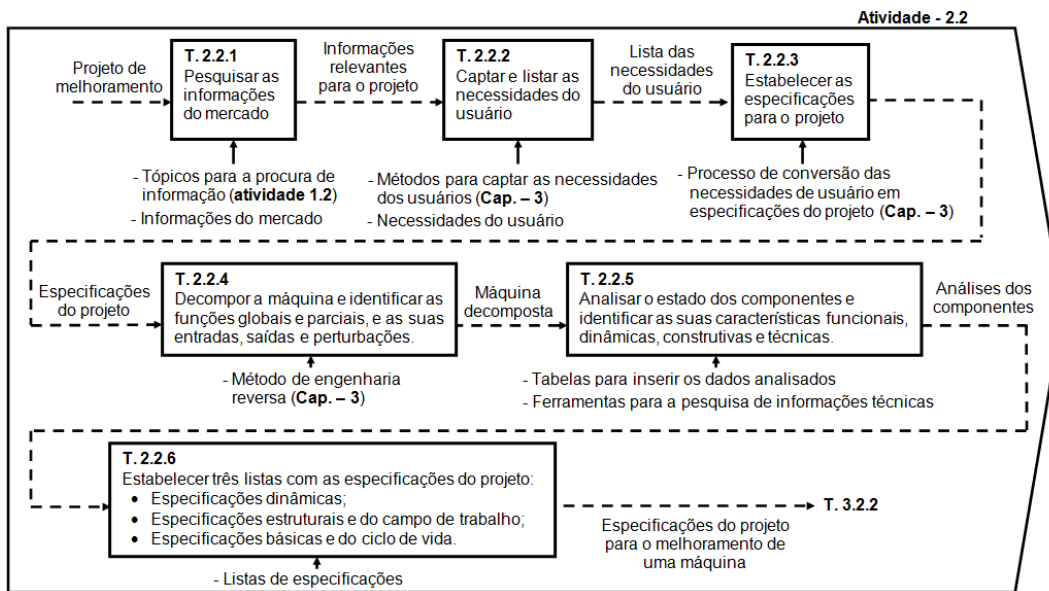 Atividade - 2.2
Projeto de
melhoramento
T. 2.2.1
Pesquisar as
informações
do mercado
Informações
relevantes
para o projeto
T. 2.2.2
Captar e listar as
necessidades do
usuário
Lista das
necessidades
do usuário
T. 2.2.3
Estabelecer as
especificações
para o projeto
- Tópicos para a procura de
informação (atividade 1.2)
- Informações do mercado
- Métodos para captar as necessidades
dos usuários (Cap. – 3)
- Necessidades do usuário
- Processo de conversão das
necessidades de usuário em
especificações do projeto (Cap. – 3)
Especificações
do projeto
T. 2.2.4
Decompor a máquina e identificar as
funções globais e parciais, e as suas
entradas, saídas e perturbações.
Máquina
decomposta
T. 2.2.5
Analisar o estado dos componentes e
identificar as suas características funcionais,
dinâmicas, construtivas e técnicas.
Análises dos
componentes
- Método de engenharia
reversa (Cap. – 3)
- Tabelas para inserir os dados analisados
- Ferramentas para a pesquisa de informações técnicas
T. 2.2.6
Estabelecer três listas com as especificações do projeto:
• Especificações dinâmicas;
• Especificações estruturais e do campo de trabalho;
• Especificações básicas e do ciclo de vida.
T. 3.2.2
Especificações do projeto
para o melhoramento de
uma máquina
- Listas de especificações